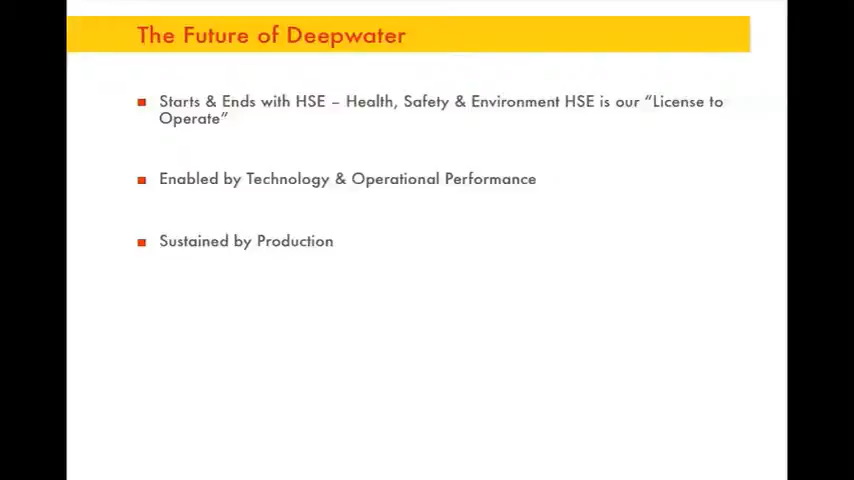 The Future of Deepwater
Starts & Ends with HSE – Health, Safety & Environment HSE is our “License to
Operate”
Enabled by Technology & Operational Performance
Sustained by Production